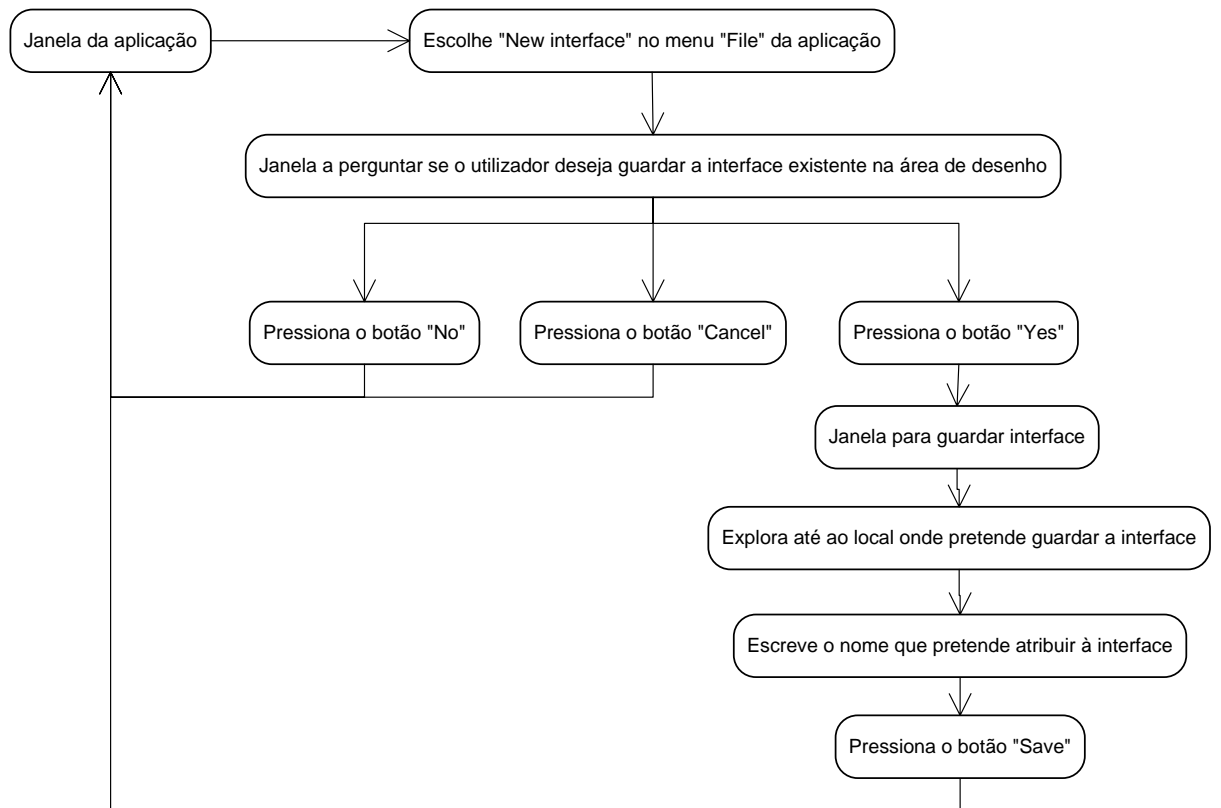 Janela da aplicação
Escolhe "New interface" no menu "File" da aplicação
Janela a perguntar se o utilizador deseja guardar a interface existente na área de desenho
Pressiona o botão "No"
Pressiona o botão "Cancel"
Pressiona o botão "Yes"
Janela para guardar interface
Explora até ao local onde pretende guardar a interface
Escreve o nome que pretende atribuir à interface
Pressiona o botão "Save"